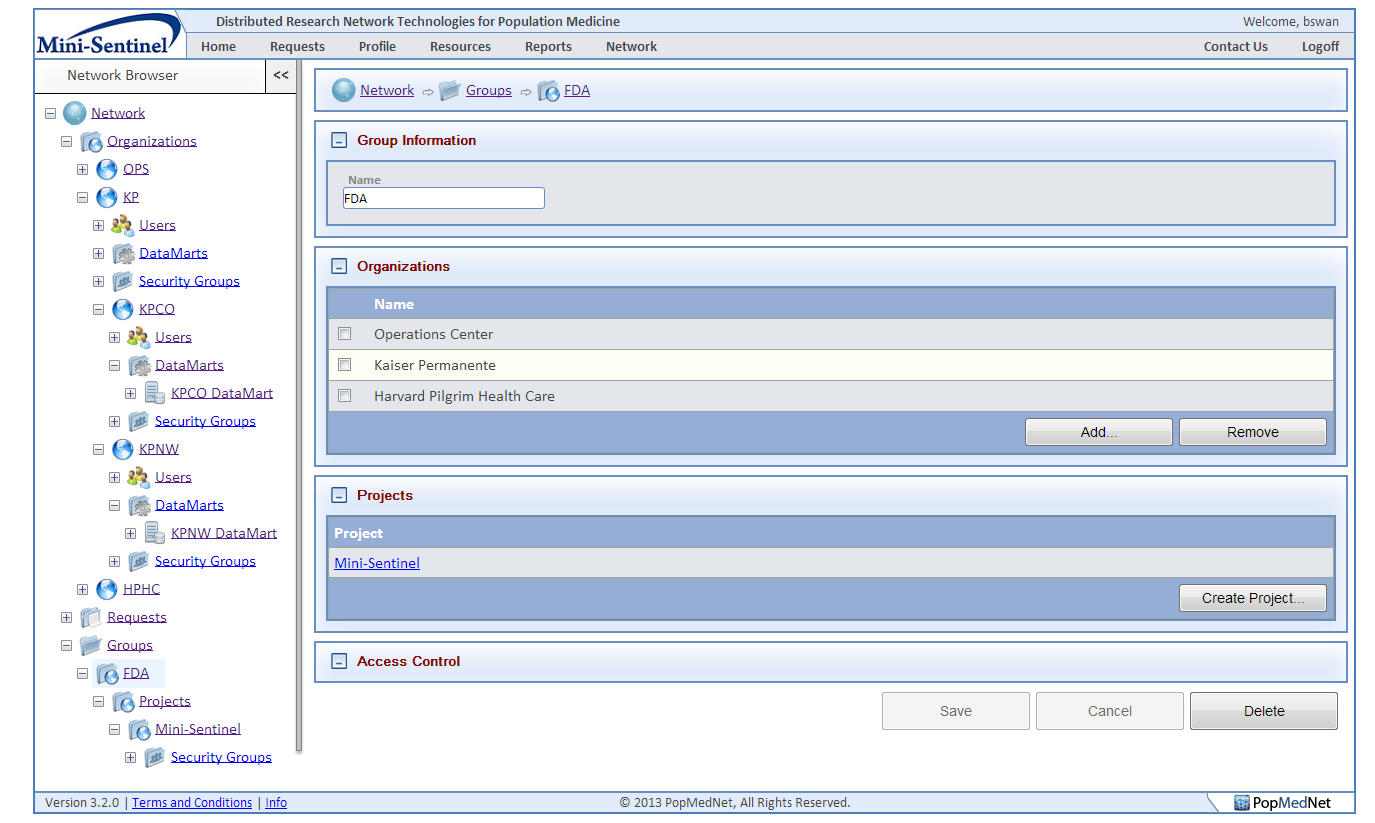 Mini-Sentinel
Distributed Research Network Technologies for Population Medicine
Welcome, bswan
Home Requests Profile Resources Reports Network Contact Us Logoff
Network Browser <<
Network
Organizations
OPS
KP
Users
DataMarts
Security Groups
KPCO
Users
DataMarts
KPCO DataMart
Security Groups
KPNW
Users
DataMarts
KPNW DataMart
Security Groups
HPHC
Requests
Groups
FDA
Projects
Mini-Sentinel
Security Groups
Network ⇨ Groups ⇨ FDA
Group Information
Name
FDA
Organizations
Name
Operations Center
Kaiser Permanente
Harvard Pilgrim Health Care
Add... Remove
Projects
Project
Mini-Sentinel
Create Project...
Access Control
Save Cancel Delete
Version 3.2.0 | Terms and Conditions | Info
© 2013 PopMedNet, All Rights Reserved.
PopMedNet